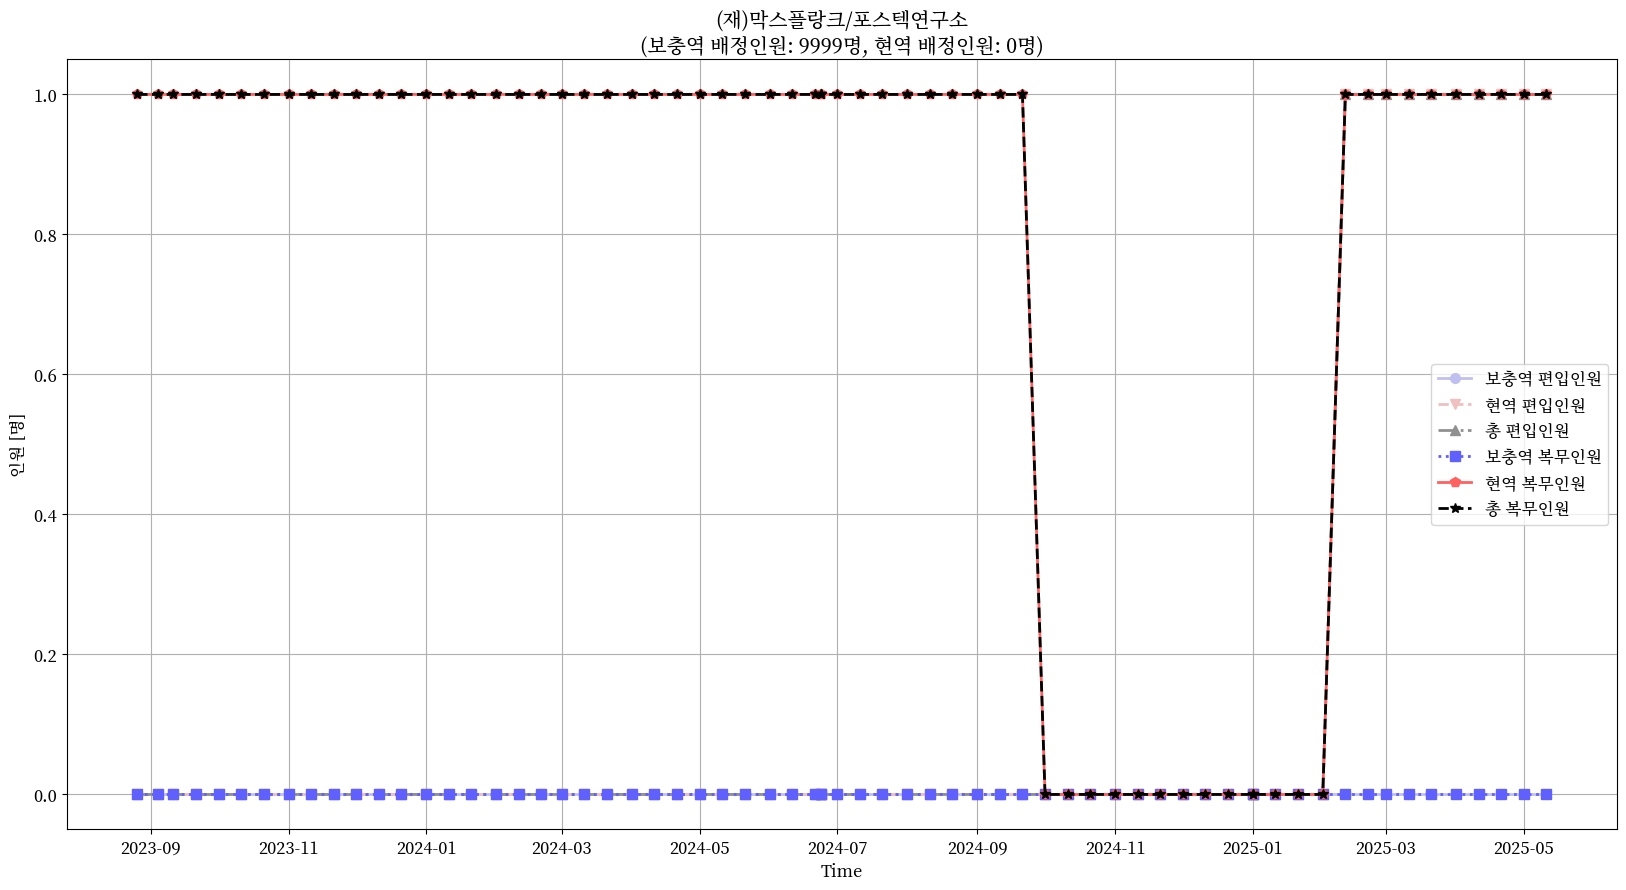 (재)막스플랑크/포스텍연구소
(보충역 배정인원: 9999명, 현역 배정인원: 0명)
1.0
0.8
0.6
0.4
0.2
0.0
인원 [명]
보충역 편입인원
현역 편입인원
총 편입인원
보충역 복무인원
현역 복무인원
총 복무인원
2023-09 2023-11 2024-01 2024-03 2024-05 2024-07 2024-09 2024-11 2025-01 2025-03 2025-05
Time